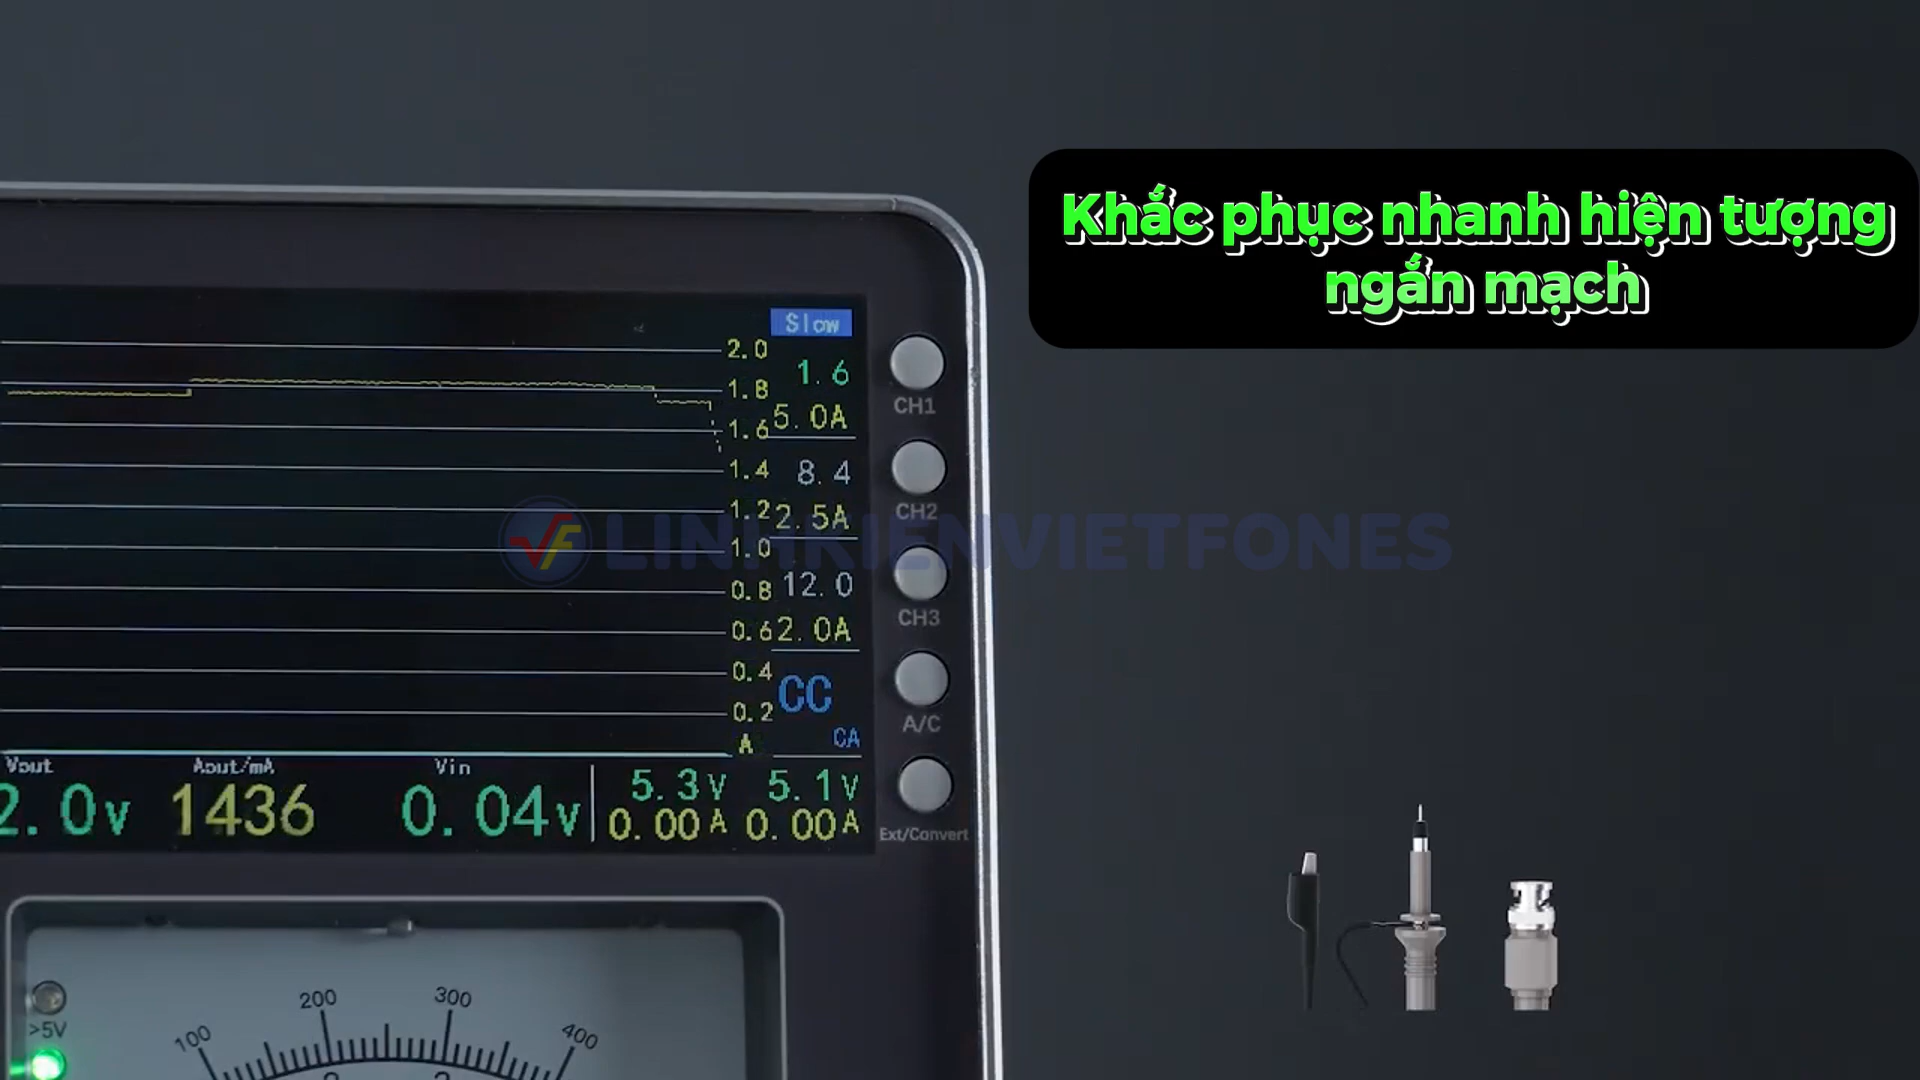 Khắc phục nhanh hiện tượng
ngắn mạch
Slow
2.0
1.6
1.8
5.0A
CH1
1.6
1.4
8.4
1.2
2.5A
CH2
VF LINHKIENVIETFONES
1.0
0.8
12.0
CH3
0.6
2.0A
0.4
CC
0.2
A/C
A
CA
Vout
Aout/mA
Vin
2.0V
1436
0.04V
5.3V
5.1V
0.00A
0.00A
Ext/Convert
>5V
100
200
300
400